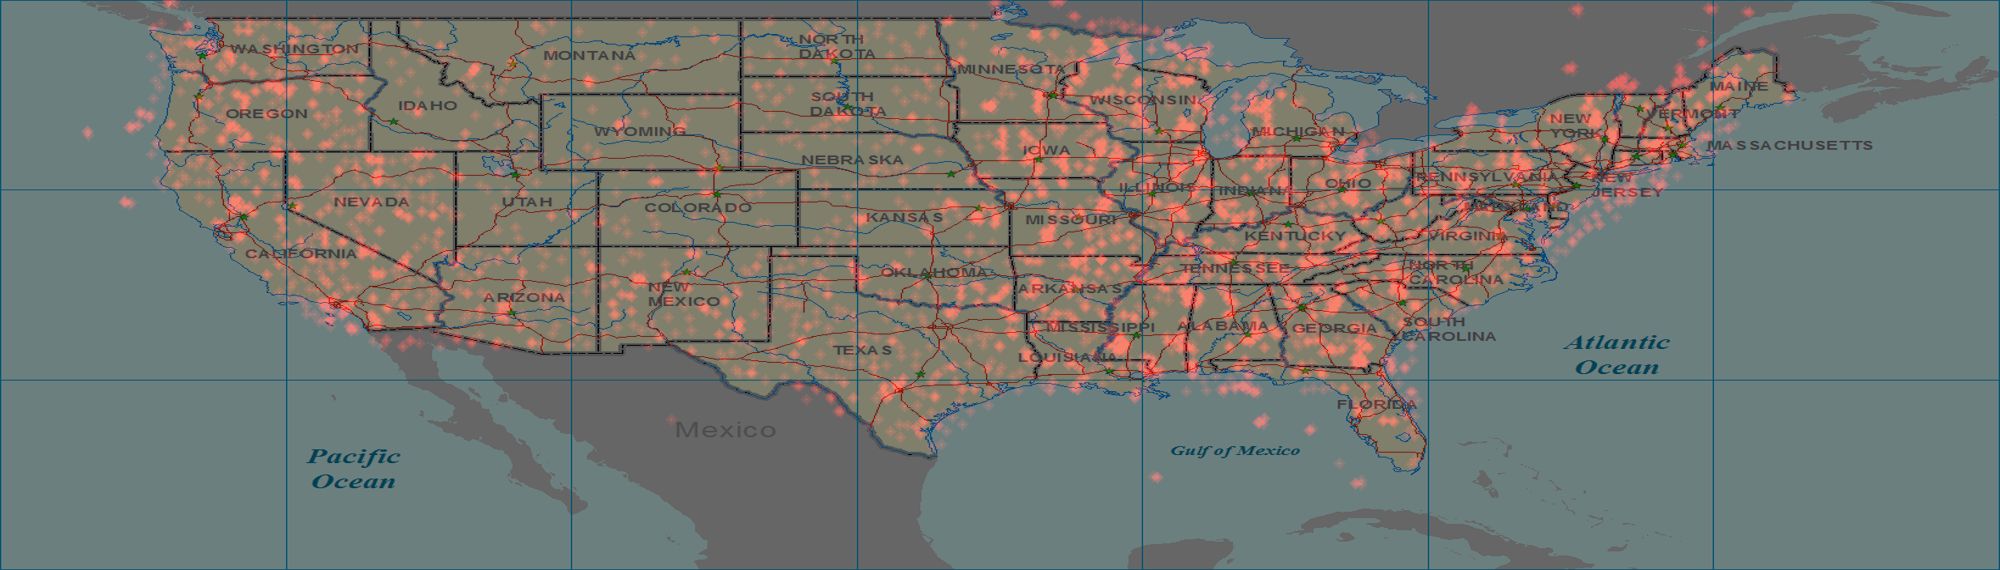 WASHINGTON
MONTANA
NORTH
DAKOTA
MINNESOTA
OREGON
IDAHO
SOUTH
DAKOTA
WISCONSIN
MAINE
WYOMING
MICHIGAN
NEW
YORK
VERMONT
MASSACHUSETTS
NEBRASKA
IOWA
NEVADA
UTAH
COLORADO
KANSAS
MISSOURI
ILLINOIS
INDIANA
OHIO
PENNSYLVANIA
NEW
JERSEY
MARYLAND
CALIFORNIA
KENTUCKY
VIRGINIA
ARIZONA
NEW
MEXICO
OKLAHOMA
ARKANSAS
TENNESSEE
NORTH
CAROLINA
TEXAS
LOUISIANA
MISSISSIPPI
ALABAMA
GEORGIA
SOUTH
CAROLINA
Atlantic
Ocean
FLORIDA
Mexico
Pacific
Ocean
Gulf of Mexico